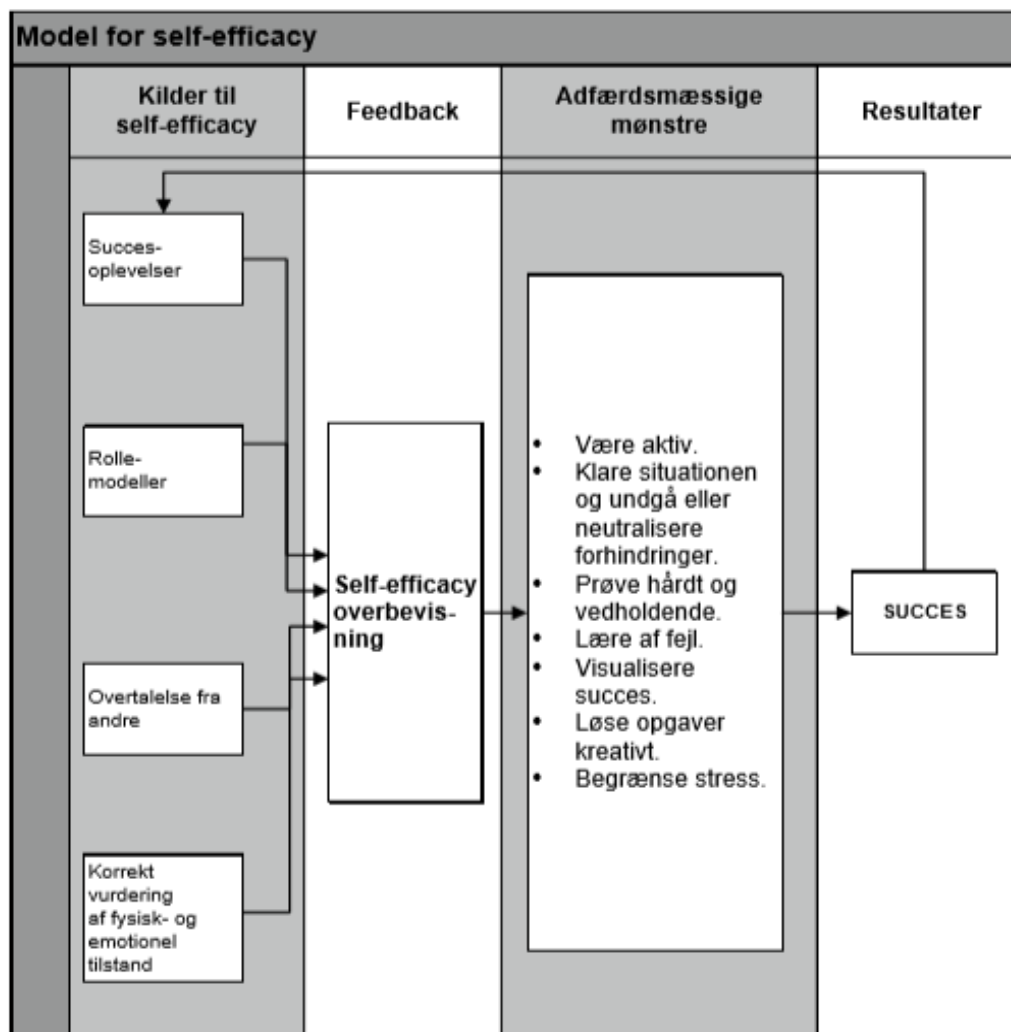 Model for self-efficacy
Kilder til
self-efficacy
Feedback
Adfærdsmæssige
mønstre
Resultater
Succes-
oplevelser
Rolle-
modeller
Overtalelse fra
andre
Korrekt
vurdering
af fysisk- og
emotionel
tilstand
Self-efficacy
overbevis-
ning
• Være aktiv.
• Klare situationen
og undgå eller
neutralisere
forhindringer.
• Prøve hårdt og
vedholdende.
• Lære af fejl.
• Visualisere
succes.
• Løse opgaver
kreativt.
• Begrænse stress.
SUCCES